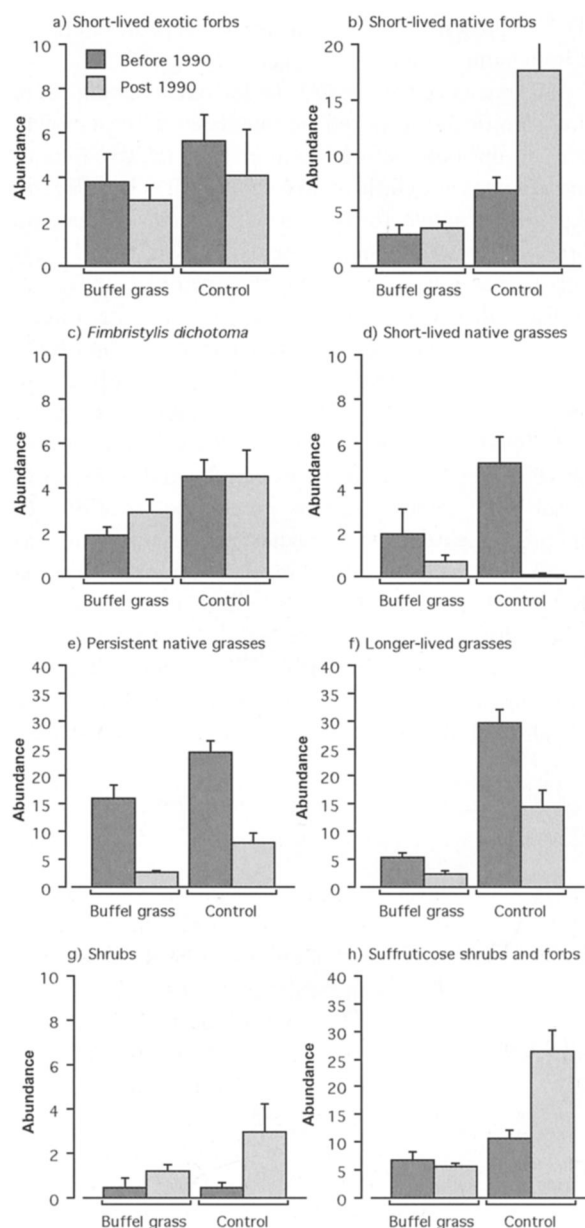 a) Short-lived exotic forbs
10
8
6
4
2
0
Abundance
Before 1990
Post 1990
Buffel grass
Control
b) Short-lived native forbs
20
15
10
5
0
Abundance
Buffel grass
Control
c) Fimbristylis dichotoma
10
8
6
4
2
0
Abundance
Buffel grass
Control
d) Short-lived native grasses
10
8
6
4
2
0
Abundance
Buffel grass
Control
e) Persistent native grasses
40
35
30
25
20
15
10
5
0
Abundance
Buffel grass
Control
f) Longer-lived grasses
40
35
30
25
20
15
10
5
0
Abundance
Buffel grass
Control
g) Shrubs
10
8
6
4
2
0
Abundance
Buffel grass
Control
h) Suffruticose shrubs and forbs
40
35
30
25
20
15
10
5
0
Abundance
Buffel grass
Control